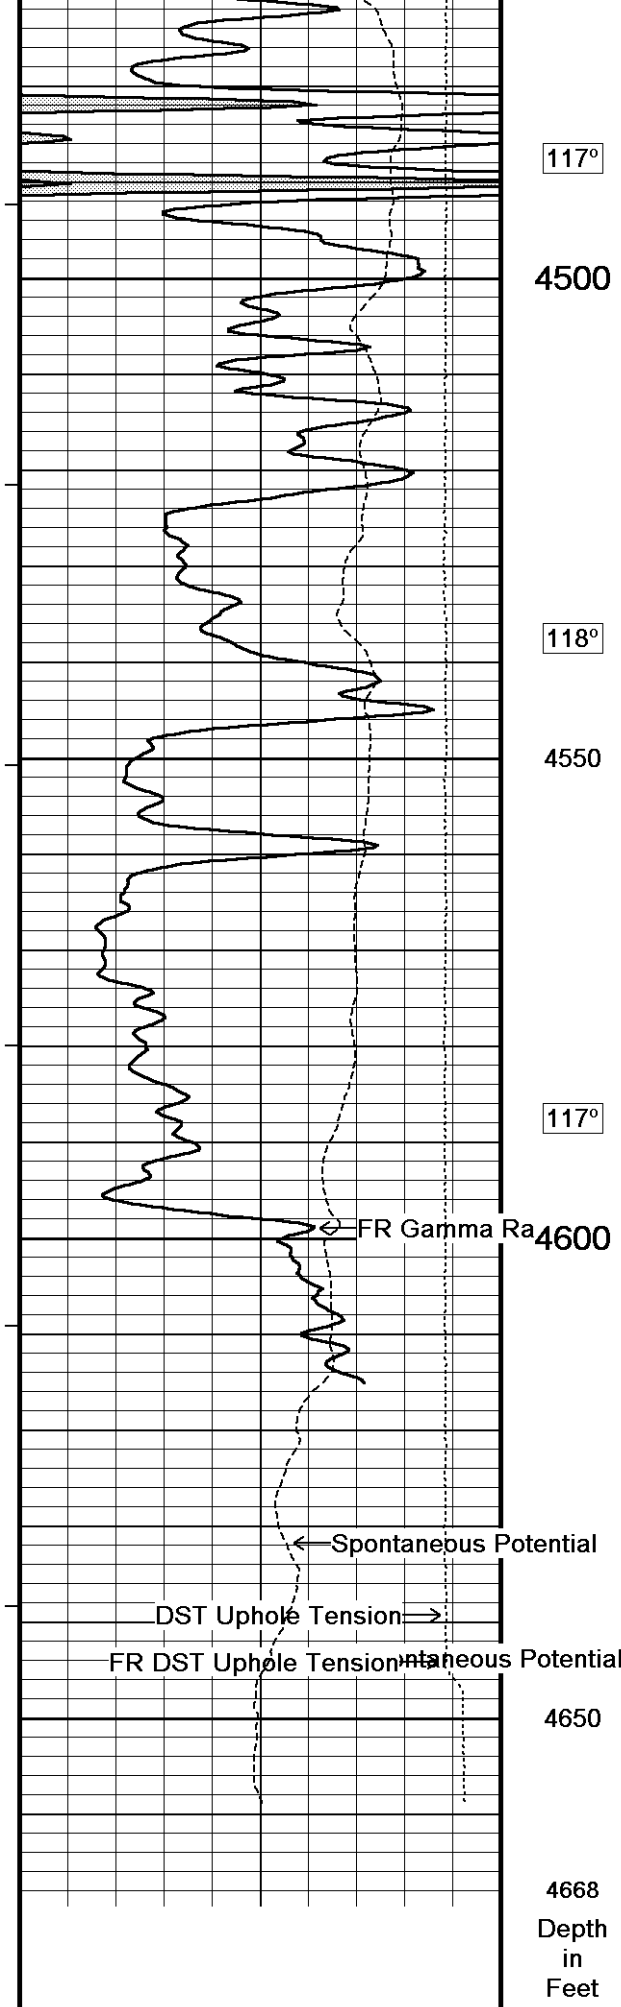 117°
4500
118°
4550
117°
FR Gamma Ra
4600
Spontaneous Potential
DST Uphole Tension
FR DST Uphole Tension
ntaneous Potential
4650
4668
Depth
in
Feet